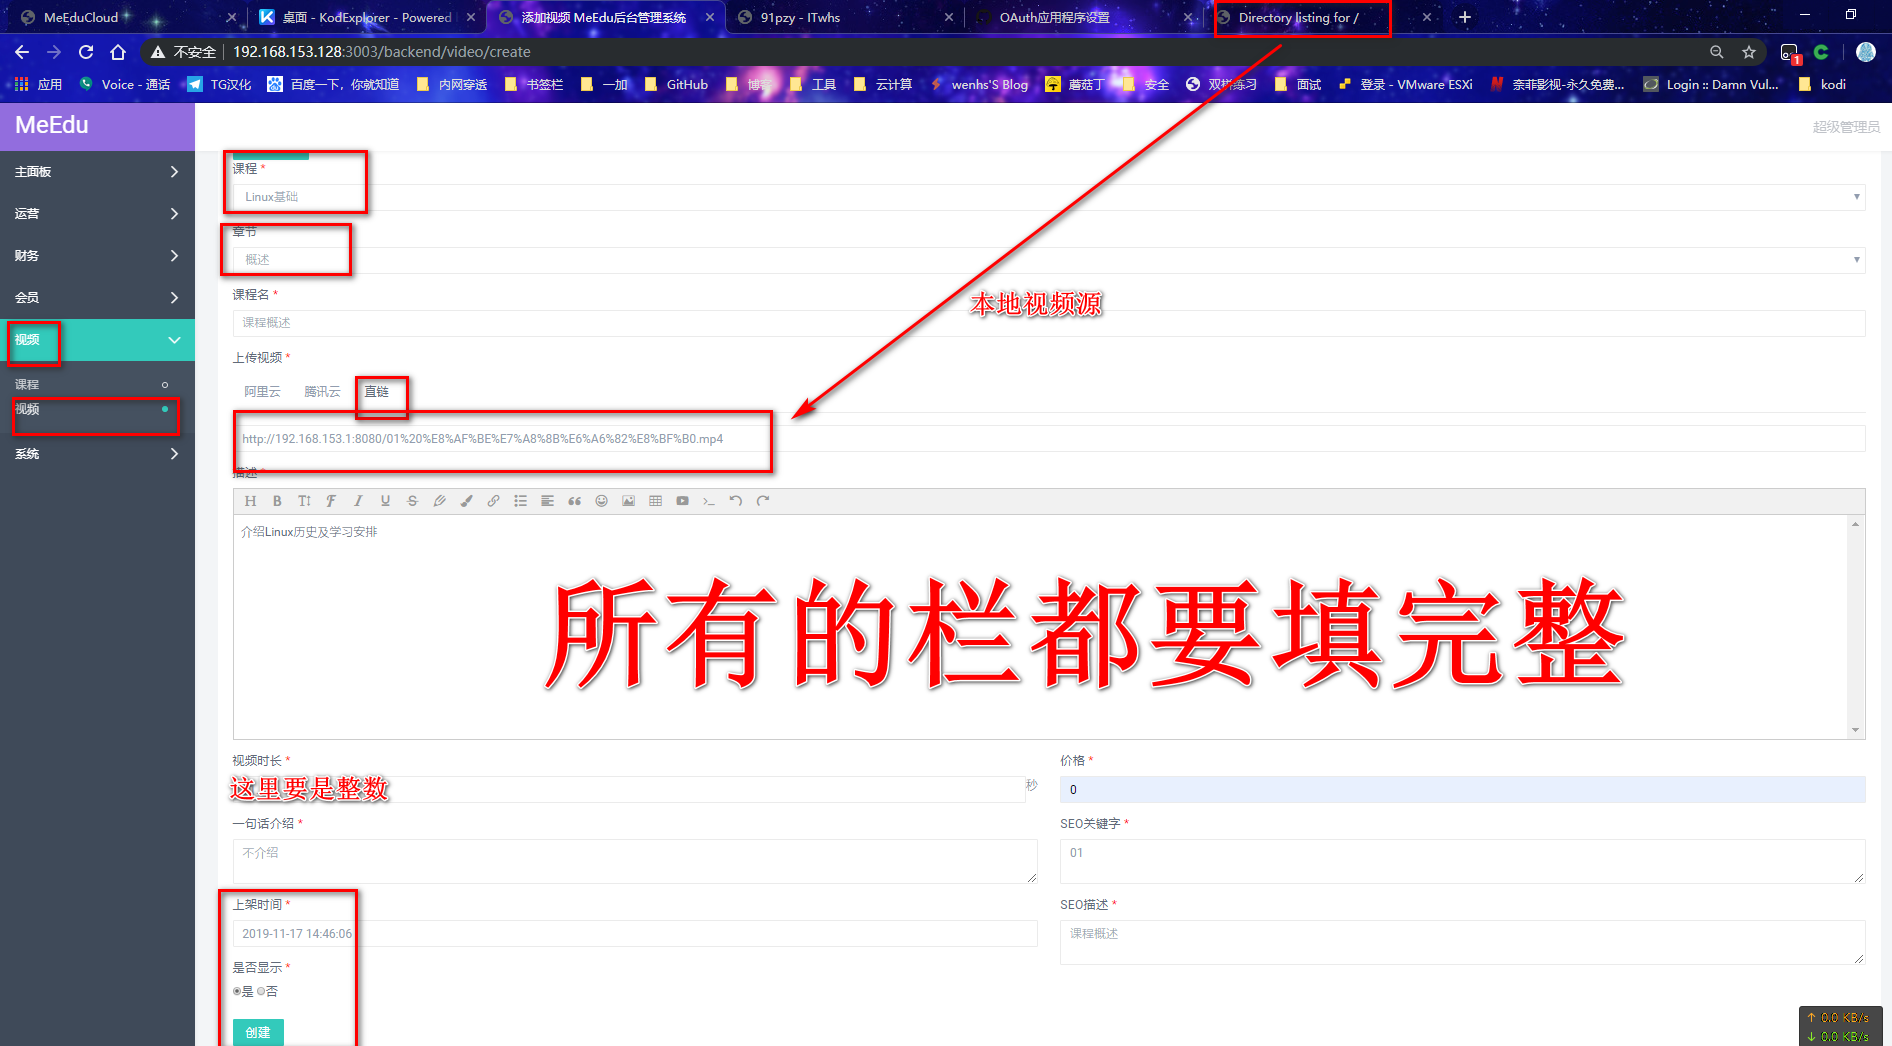 MeEduCloud
桌面 - KodExplorer - Powered
添加视频 MeEdu后台管理系统
91pzy - ITwhs
OAuth应用程序设置
Directory listing for /
不安全
192.168.153.128:3003/backend/video/create
1
应用
Voice - 通话
TG汉化
百度一下，你就知道
内网穿透
书签栏
一加
GitHub
博客
工具
云计算
wenhs'S Blog
蘑菇丁
安全
双拼练习
面试
登录 - VMware ESXi
奈菲影视-永久免费...
Login :: Damn Vul...
kodi
MeEdu
超级管理员
主面板
运营
财务
会员
视频
课程
视频
系统
课程 *
Linux基础
章节
概述
课程名 *
课程概述
本地视频源
上传视频 *
阿里云
腾讯云
直链
http://192.168.153.1:8080/01%20%E8%AF%BE%E7%A8%8B%E6%A6%82%E8%BF%B0.mp4
描述 *
介绍Linux历史及学习安排
所有的栏都要填完整
视频时长 *
这里要是整数
秒
价格 *
0
一句话介绍 *
不介绍
SEO关键字 *
01
上架时间 *
2019-11-17 14:46:06
SEO描述 *
课程概述
是否显示 *
是 否
创建
↑ 0.0 KB/s
↓ 0.0 KB/s